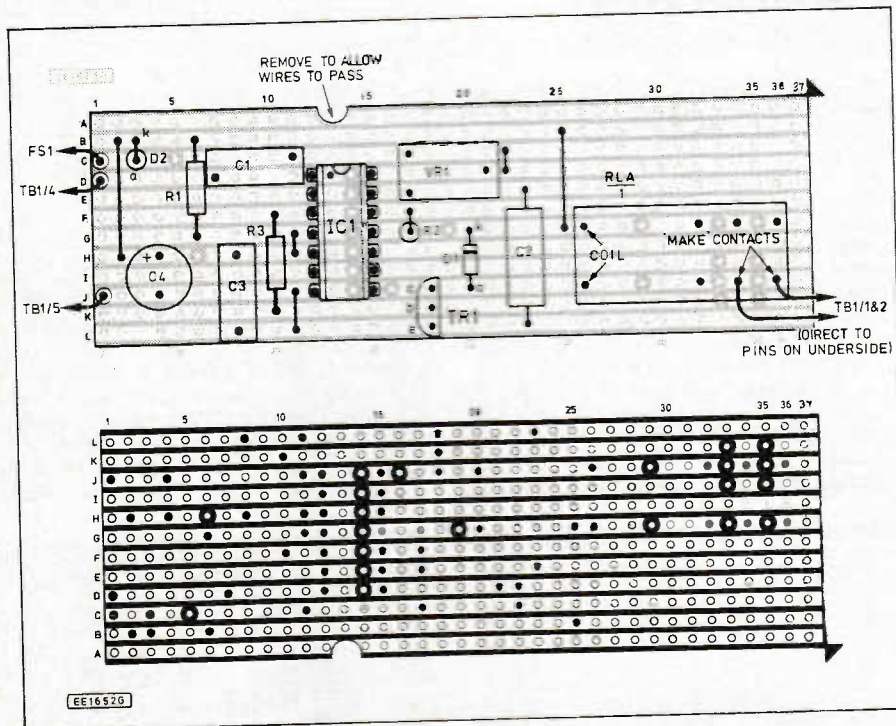 REMOVE TO ALLOW
WIRES TO PASS
1 5 10 15 20 30 35 36 37
A
B
C
D
E
F
G
H
I
J
K
L
FS1
TB1/4
TB1/5
k
D2
a
C1
R1
R3
IC1
VR1
R2
C2
D1
TR1
C3
+
C4
RLA
1
COIL
'MAKE' CONTACTS
TB1/1&2
(DIRECT TO
PINS ON UNDERSIDE)
1 5 10 15 20 25 30 35 36 37
L
K
J
I
H
G
F
E
D
C
B
A
EE1652G